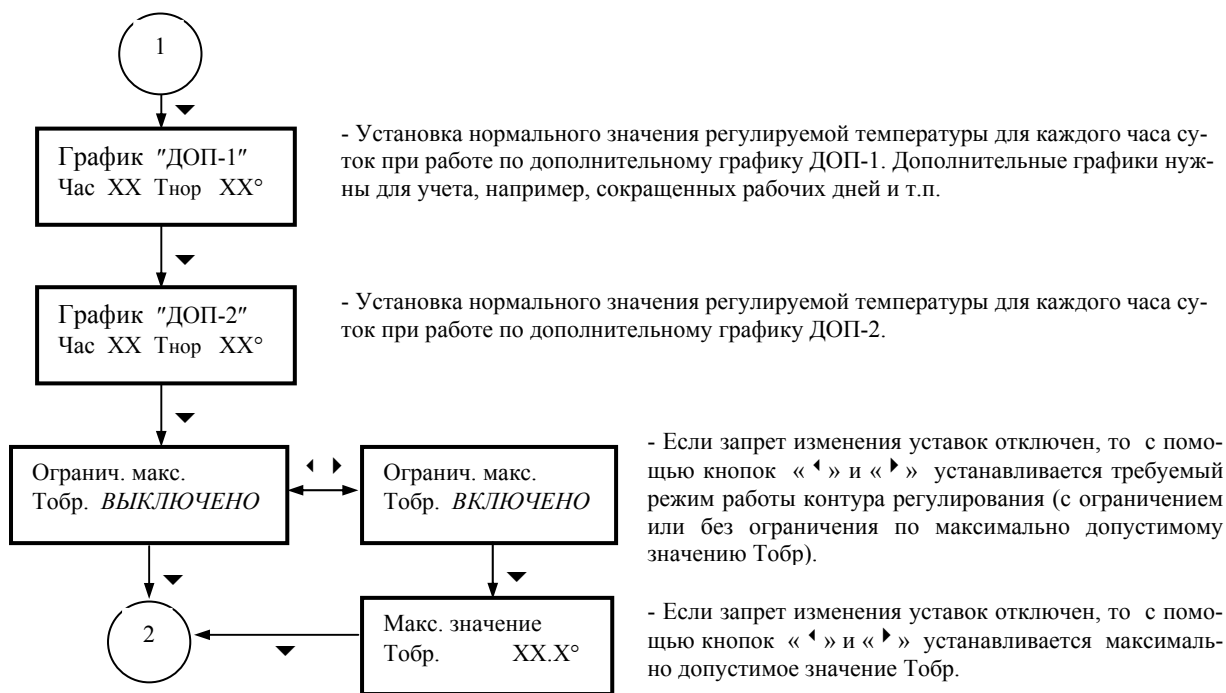 1
График "ДОП-1"
Час XX Тнор XX°
- Установка нормального значения регулируемой температуры для каждого часа су-
ток при работе по дополнительному графику ДОП-1. Дополнительные графики нуж-
ны для учета, например, сокращенных рабочих дней и т.п.
График "ДОП-2"
Час XX Тнор XX°
- Установка нормального значения регулируемой температуры для каждого часа су-
ток при работе по дополнительному графику ДОП-2.
Огранич. макс.
Тобр. ВЫКЛЮЧЕНО
Огранич. макс.
Тобр. ВКЛЮЧЕНО
- Если запрет изменения уставок отключен, то с помо-
щью кнопок «🞀» и «🞂» устанавливается требуемый
режим работы контура регулирования (с ограничением
или без ограничения по максимально допустимому
значению Тобр).
2
Макс. значение
Тобр. XX.X°
- Если запрет изменения уставок отключен, то с помо-
щью кнопок «🞀» и «🞂» устанавливается максималь-
но допустимое значение Тобр.